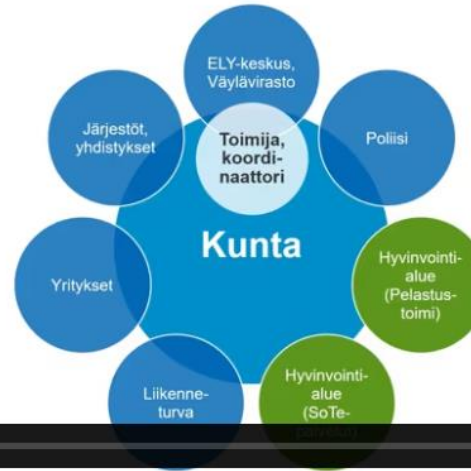 ELY-keskus,
Väylävirasto
Järjestöt,
yhdistykset
Toimija,
koordi-
naattori
Poliisi
Kunta
Yritykset
Hyvinvointi-
alue
(Pelastus-
toimi)
Liikenne-
turva
Hyvinvointi-
alue
(SoTe-